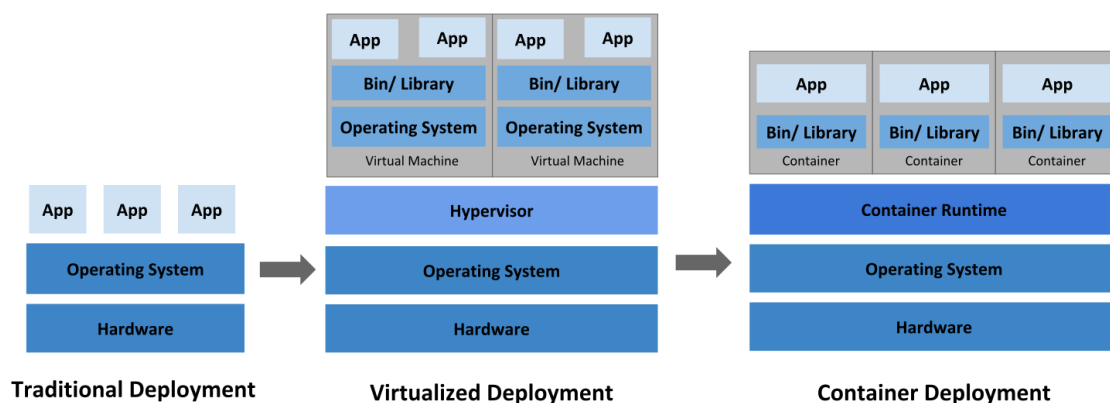 App
App
App
Operating System
Hardware
Traditional Deployment
App
App
Bin/ Library
Operating System
Virtual Machine
App
App
Bin/ Library
Operating System
Virtual Machine
Hypervisor
Operating System
Hardware
Virtualized Deployment
App
Bin/ Library
Container
App
Bin/ Library
Container
App
Bin/ Library
Container
Container Runtime
Operating System
Hardware
Container Deployment